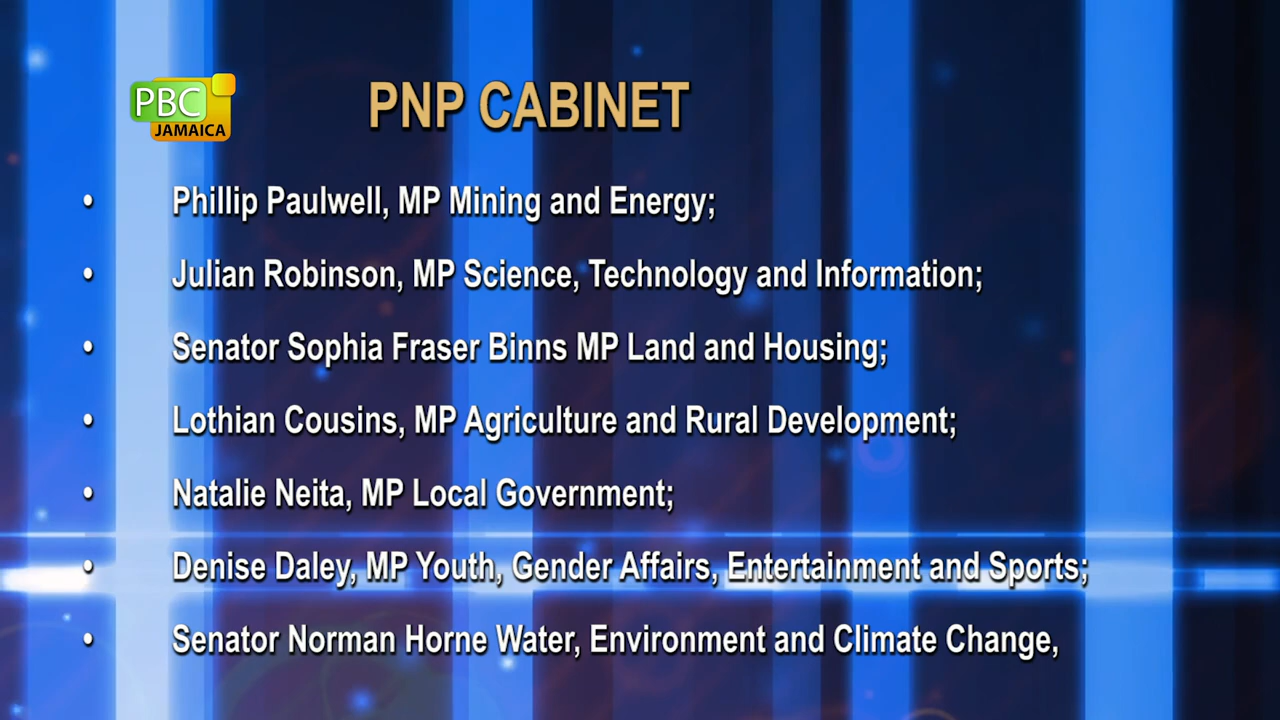 PBC
JAMAICA
PNP CABINET
• Phillip Paulwell, MP Mining and Energy;
• Julian Robinson, MP Science, Technology and Information;
• Senator Sophia Fraser Binns MP Land and Housing;
• Lothian Cousins, MP Agriculture and Rural Development;
• Natalie Neita, MP Local Government;
• Denise Daley, MP Youth, Gender Affairs, Entertainment and Sports;
• Senator Norman Horne Water, Environment and Climate Change,